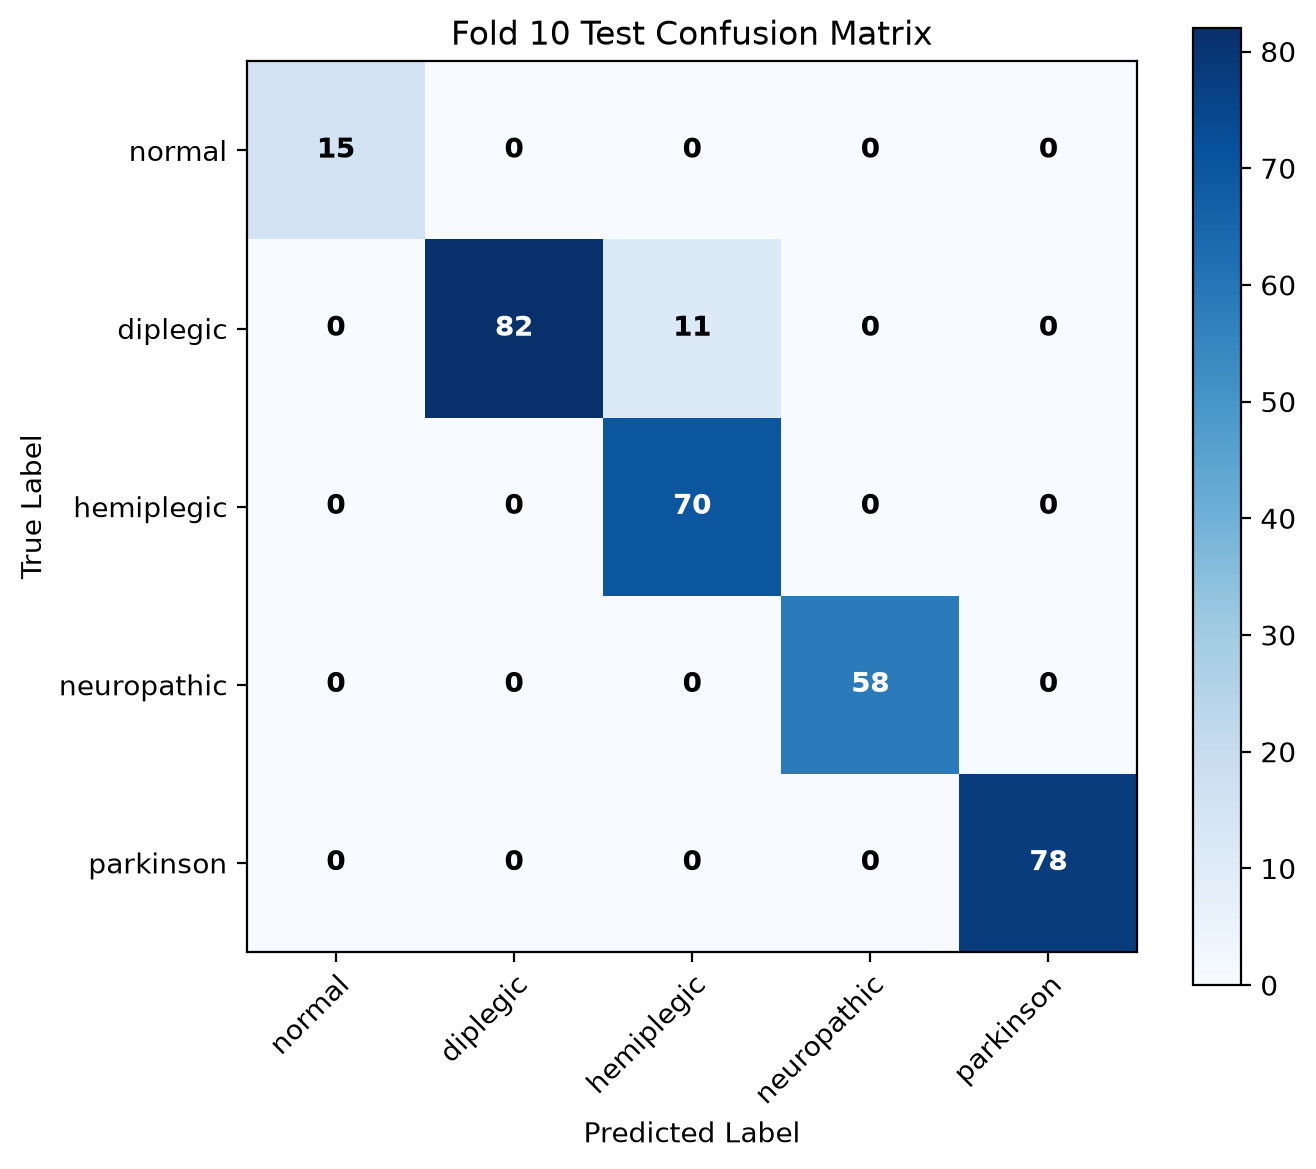 Fold 10 Test Confusion Matrix
True Label
normal 15 0 0 0 0
diplegic 0 82 11 0 0
hemiplegic 0 0 70 0 0
neuropathic 0 0 0 58 0
parkinson 0 0 0 0 78
normal diplegic hemiplegic neuropathic parkinson
Predicted Label
80
70
60
50
40
30
20
10
0